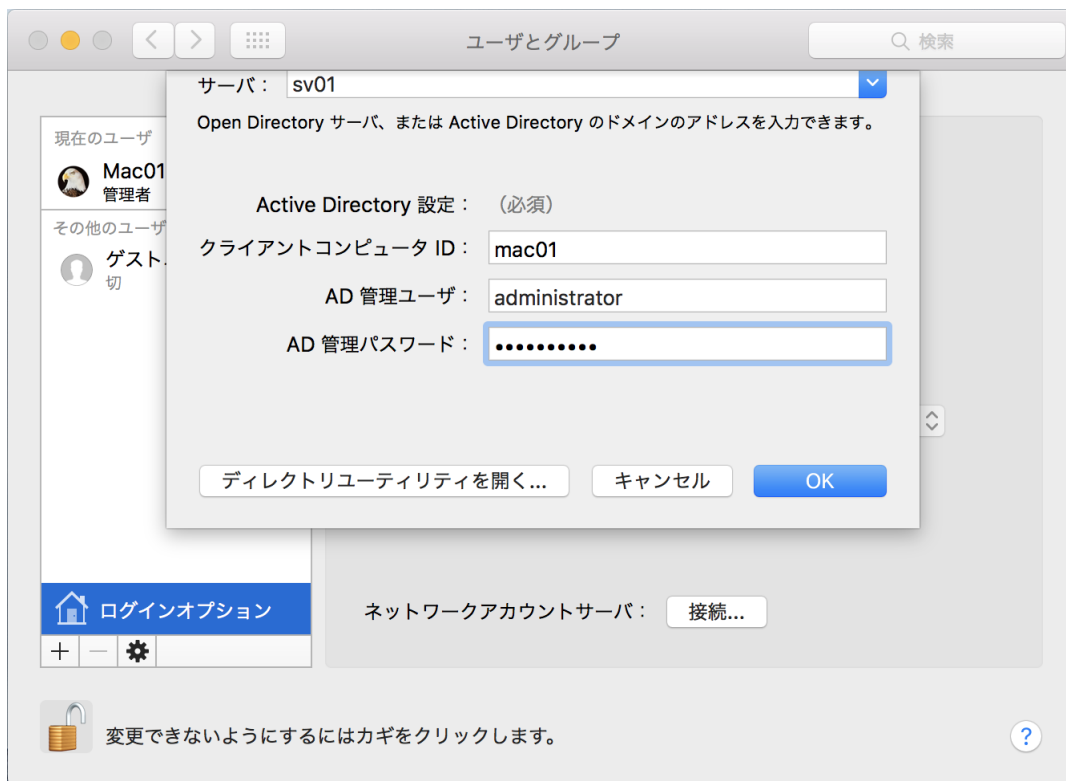 ユーザとグループ
検索
サーバ： sv01
Open Directory サーバ、または Active Directory のドメインのアドレスを入力できます。
現在のユーザ
Mac01
管理者
その他のユーザ
ゲスト.
切
Active Directory 設定： （必須）
クライアントコンピュータ ID： mac01
AD 管理ユーザ： administrator
AD 管理パスワード： ••••••••••
ディレクトリユーティリティを開く... キャンセル OK
ログインオプション
ネットワークアカウントサーバ： 接続...
変更できないようにするにはカギをクリックします。
?